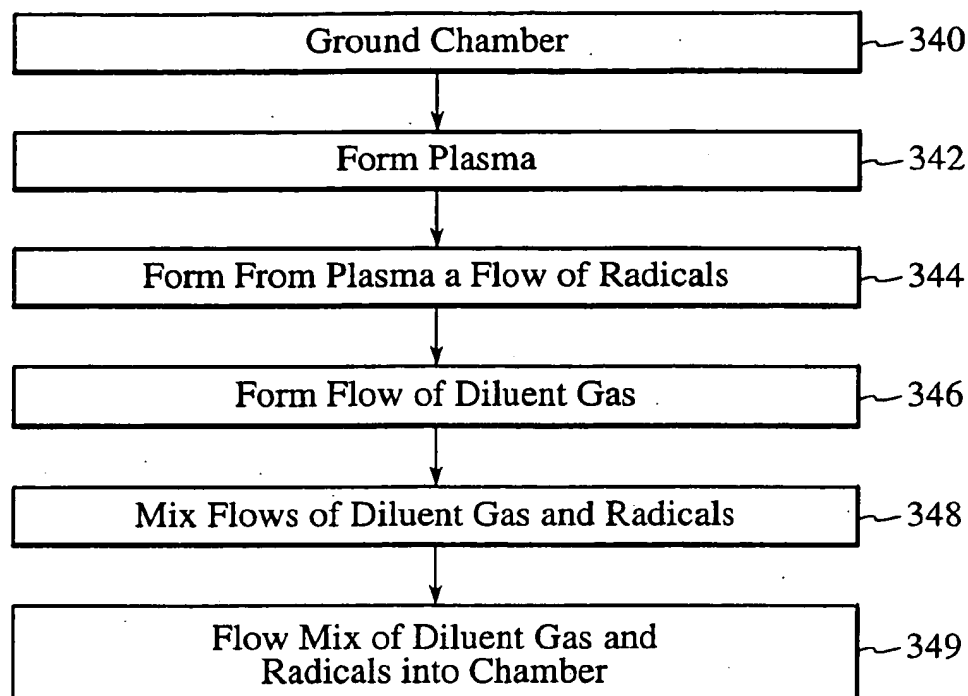 Ground Chamber 340
Form Plasma 342
Form From Plasma a Flow of Radicals 344
Form Flow of Diluent Gas 346
Mix Flows of Diluent Gas and Radicals 348
Flow Mix of Diluent Gas and
Radicals into Chamber 349